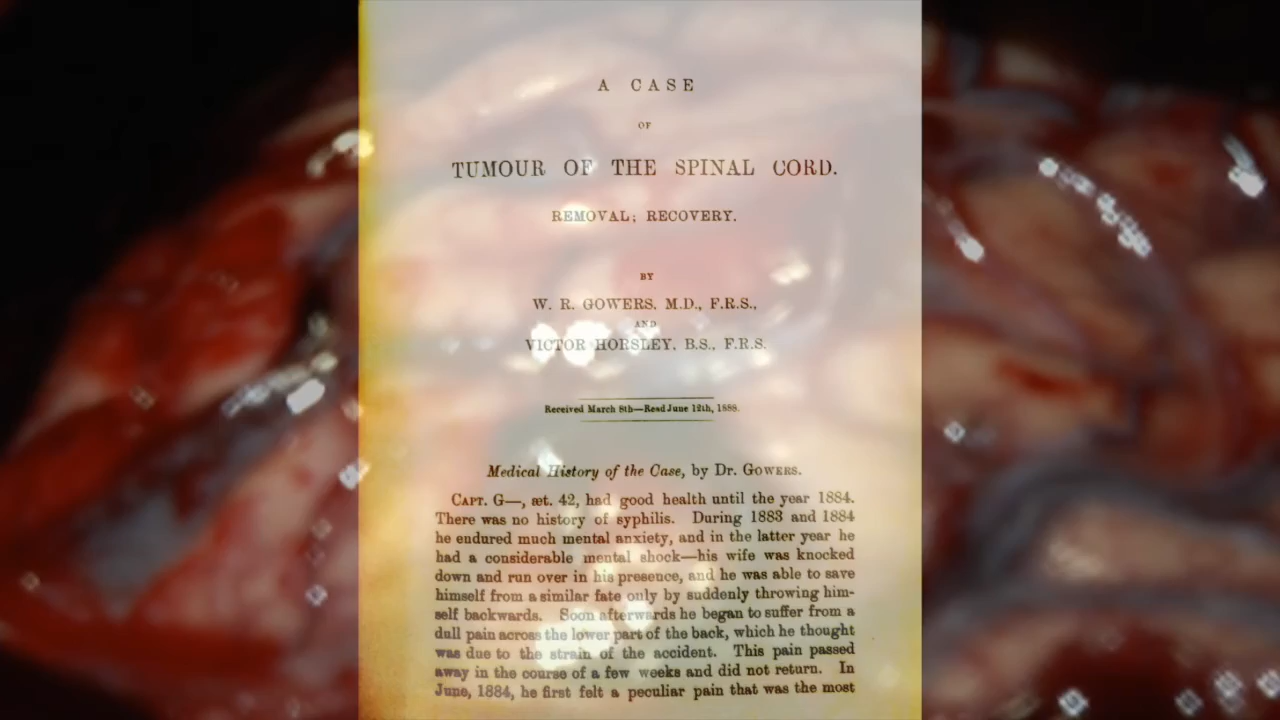 A CASE
OF
TUMOUR OF THE SPINAL CORD.
REMOVAL; RECOVERY.
BY
W. R. GOWERS, M.D., F.R.S.,
AND
VICTOR HORSLEY, B.S., F.R.S.
Received March 8th—Read June 12th, 1888.
Medical History of the Case, by Dr. GOWERS.
CAPT. G—, æt. 42, had good health until the year 1884.
There was no history of syphilis. During 1883 and 1884
he endured much mental anxiety, and in the latter year he
had a considerable mental shock—his wife was knocked
down and run over in his presence, and he was able to save
himself from a similar fate only by suddenly throwing him-
self backwards. Soon afterwards he began to suffer from a
dull pain across the lower part of the back, which he thought
was due to the strain of the accident. This pain passed
away in the course of a few weeks and did not return. In
June, 1884, he first felt a peculiar pain that was the most